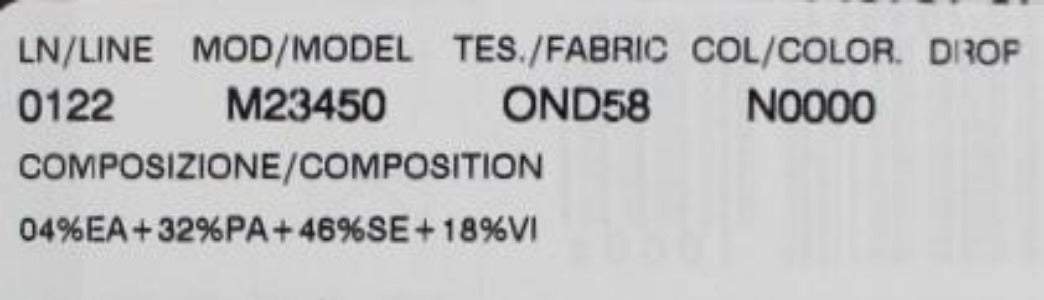 LN/LINE MOD/MODEL TES./FABRIC COL/COLOR. DROP
0122 M23450 OND58 N0000
COMPOSIZIONE/COMPOSITION
04%EA+32%PA+46%SE+18%VI